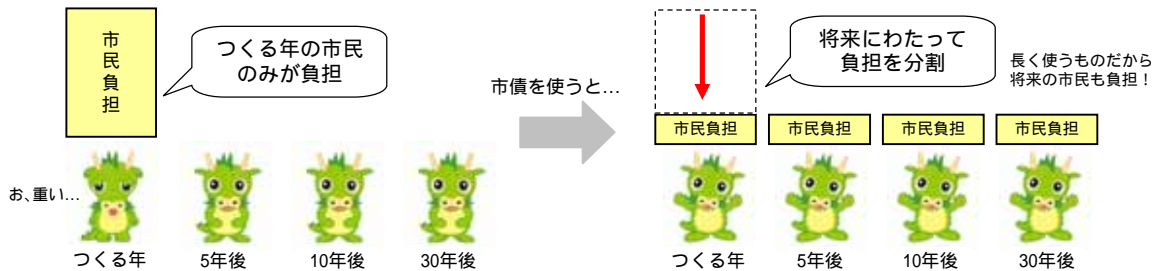 市民負担
つくる年の市民
のみが負担
お、重い…
つくる年
5年後
10年後
30年後
市債を使うと…
将来にわたって
負担を分割
長く使うものだから
将来の市民も負担！
市民負担
市民負担
市民負担
市民負担
つくる年
5年後
10年後
30年後